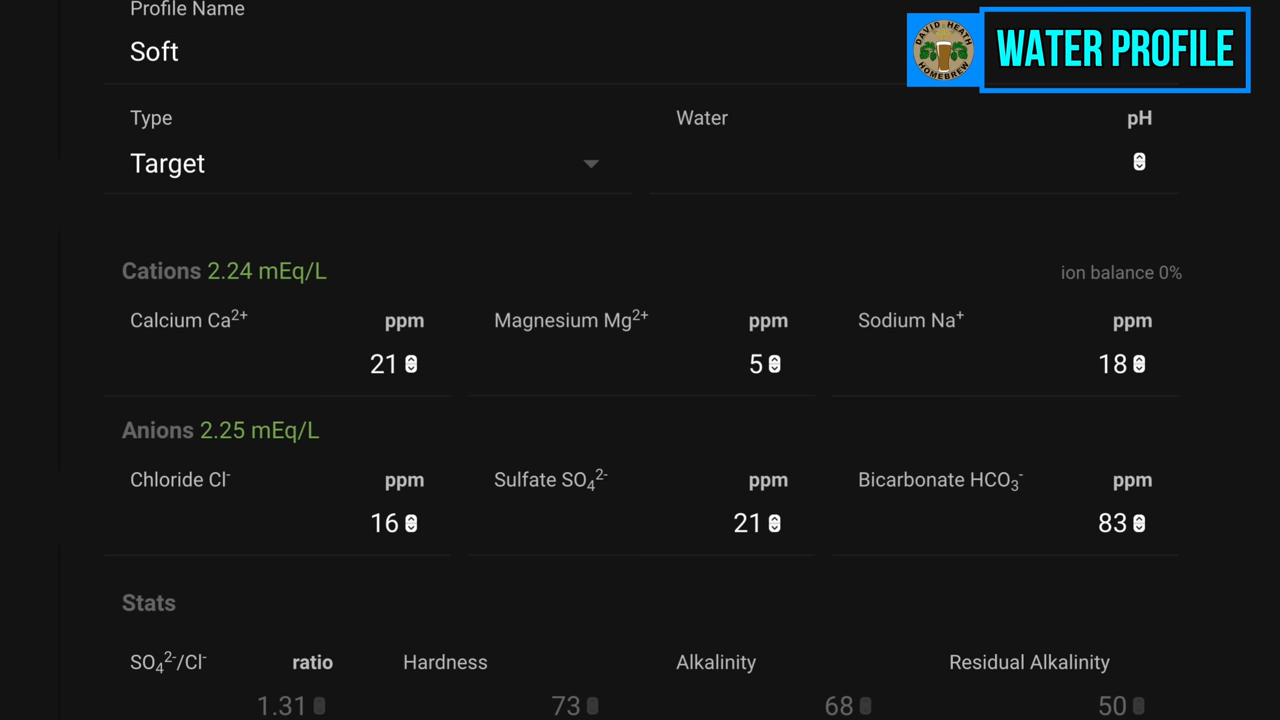 Profile Name
DAVID HEATH
HOMEBREW
WATER PROFILE
Soft
Type
Water
pH
Target
Cations 2.24 mEq/L
ion balance 0%
Calcium Ca²⁺ ppm
Magnesium Mg²⁺ ppm
Sodium Na⁺ ppm
21
5
18
Anions 2.25 mEq/L
Chloride Cl⁻ ppm
Sulfate SO₄²⁻ ppm
Bicarbonate HCO₃⁻ ppm
16
21
83
Stats
SO₄²⁻/Cl⁻ ratio
Hardness
Alkalinity
Residual Alkalinity
1.31
73
68
50